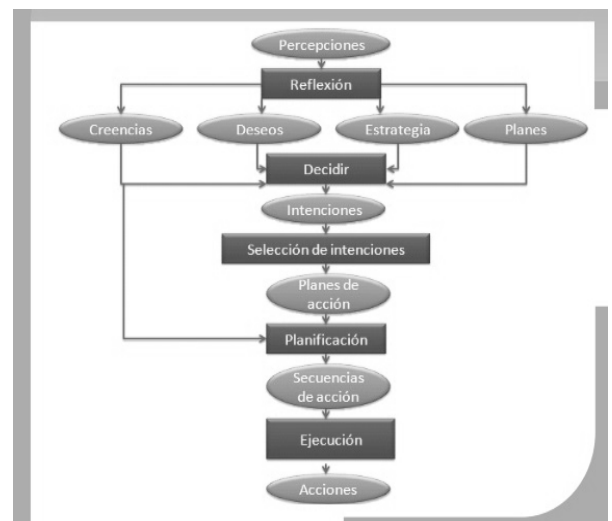 Percepciones
Reflexión
Creencias
Deseos
Estrategia
Planes
Decidir
Intenciones
Selección de intenciones
Planes de
acción
Planificación
Secuencias
de acción
Ejecución
Acciones